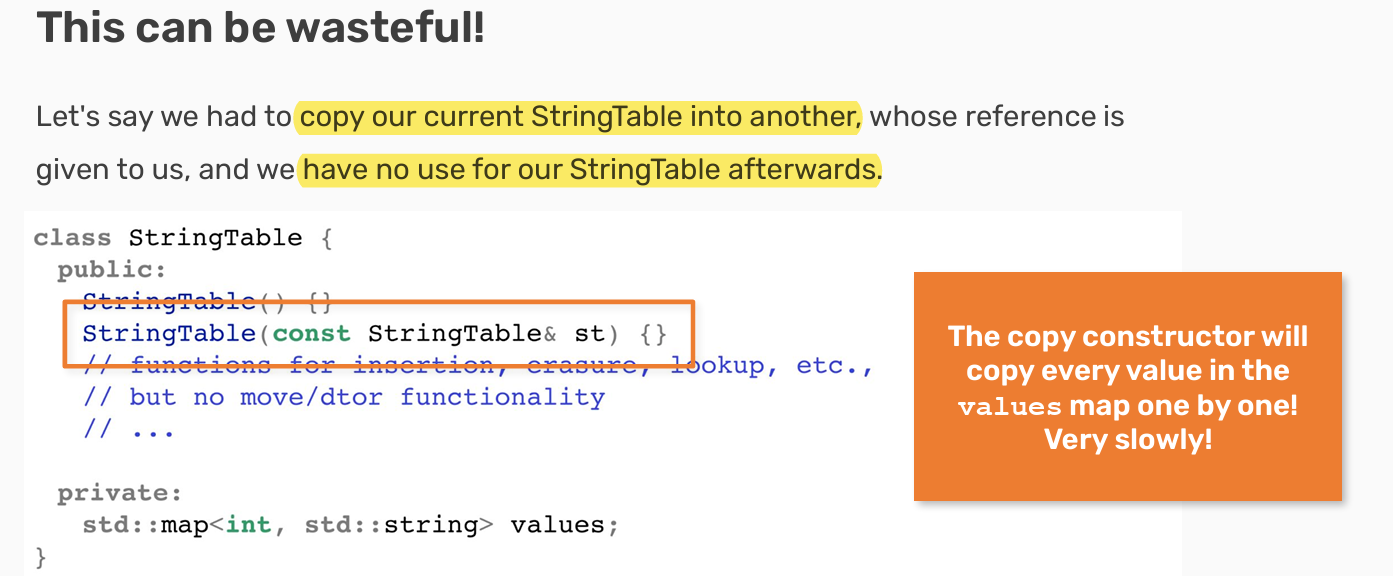 This can be wasteful!
Let's say we had to copy our current StringTable into another, whose reference is
given to us, and we have no use for our StringTable afterwards.
class StringTable {
public:
StringTable() {}
StringTable(const StringTable& st) {}
// functions for insertion, erasure, lookup, etc.,
// but no move/dtor functionality
// ...
private:
std::map<int, std::string> values;
}
The copy constructor will
copy every value in the
values map one by one!
Very slowly!